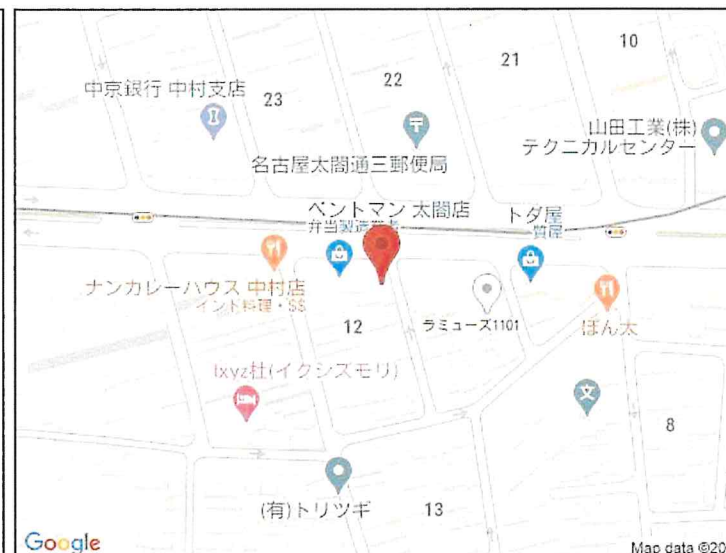 10
21
22
中京銀行 中村支店
23
山田工業(株)
テクニカルセンター
名古屋太閤通三郵便局
ベントマン 太閤店
弁当製造業者
トダ屋
質屋
ナンカレーハウス 中村店
インド料理・$$
12
ラミューズ1101
ぼん太
Ixyz杜(イクシズモリ)
文
8
(有)トリツギ
13
Google
Map data ©20